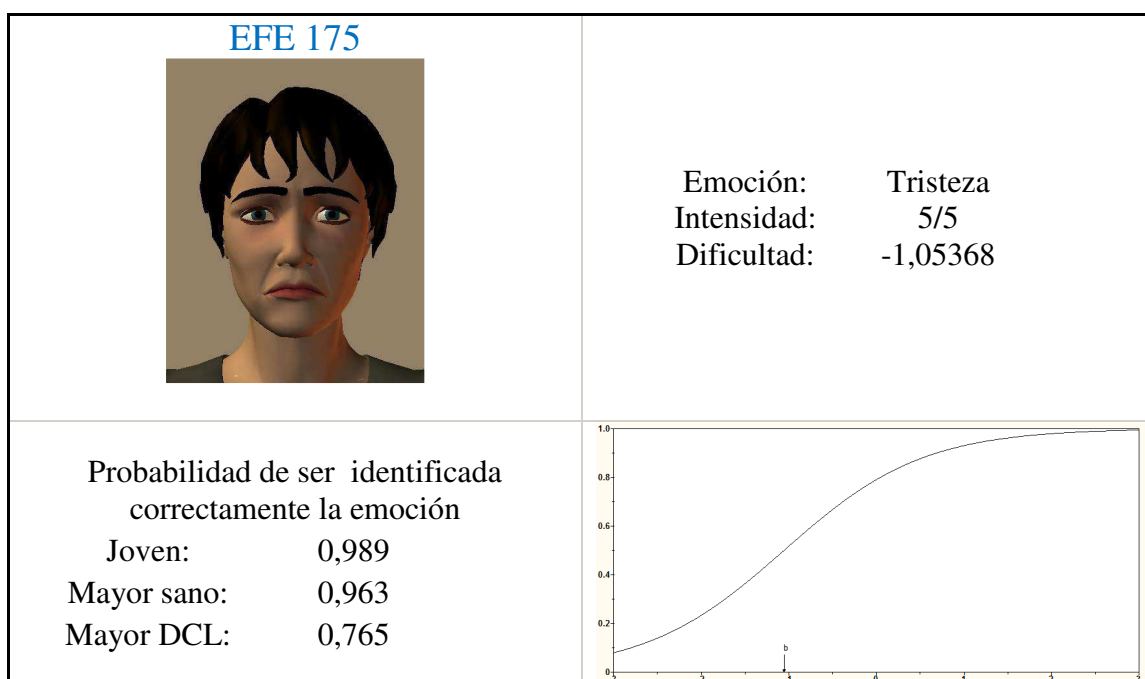 EFE 175
Emoción: Tristeza
Intensidad: 5/5
Dificultad: -1,05368
Probabilidad de ser identificada
correctamente la emoción
Joven: 0,989
Mayor sano: 0,963
Mayor DCL: 0,765
1.0
0.8
0.6
0.4
0.2
0
b